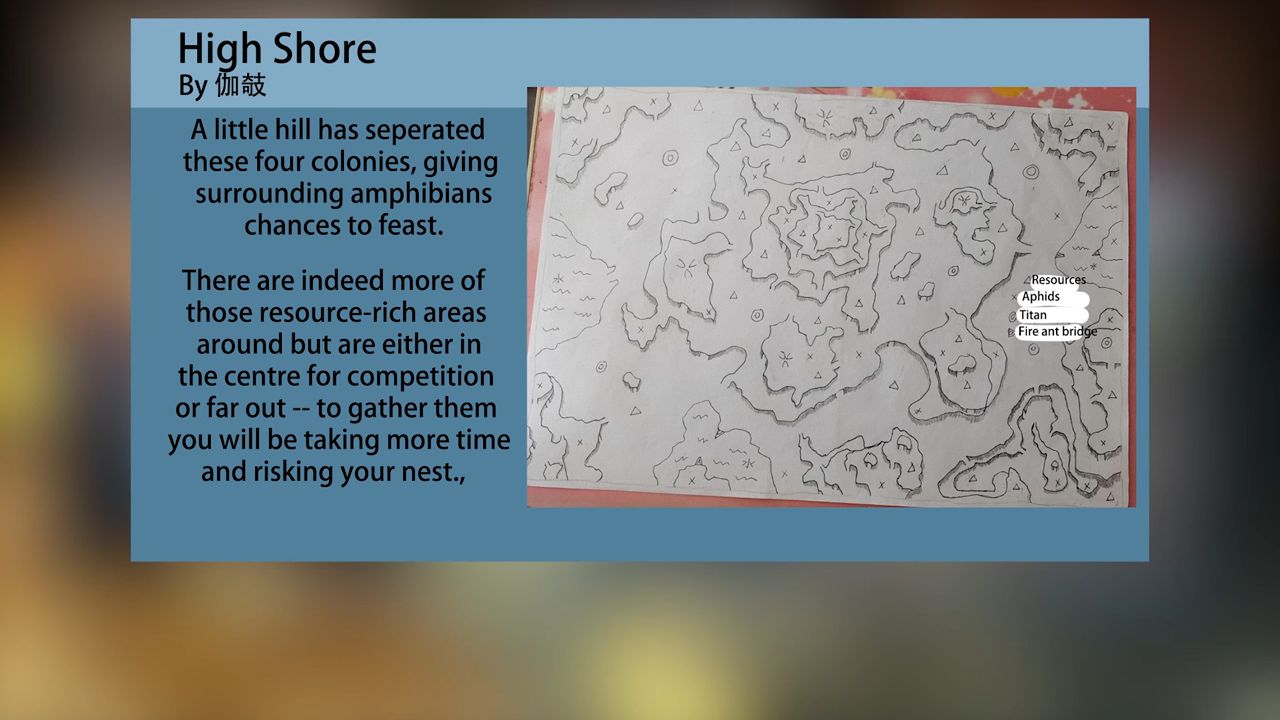 High Shore
By 伽攲
A little hill has seperated
these four colonies, giving
surrounding amphibians
chances to feast.
There are indeed more of
those resource-rich areas
around but are either in
the centre for competition
or far out -- to gather them
you will be taking more time
and risking your nest.,
Resources
Aphids
Titan
Fire ant bridge